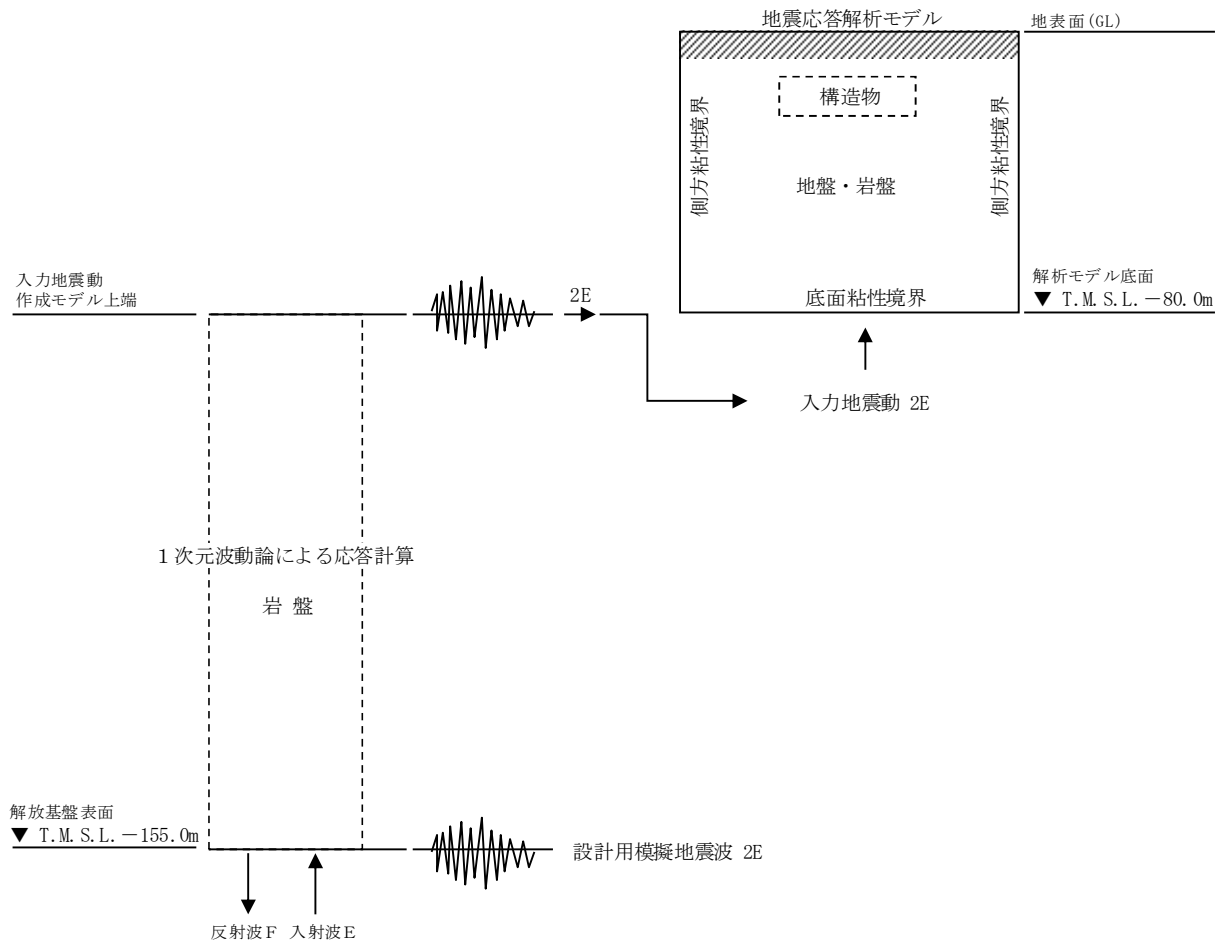 地震応答解析モデル
地表面(GL)
構造物
側方粘性境界
側方粘性境界
地盤・岩盤
入力地震動
作成モデル上端
2E
底面粘性境界
解析モデル底面
▼ T.M.S.L.－80.0m
入力地震動 2E
１次元波動論による応答計算
岩 盤
解放基盤表面
▼ T.M.S.L.－155.0m
設計用模擬地震波 2E
反射波Ｆ 入射波Ｅ